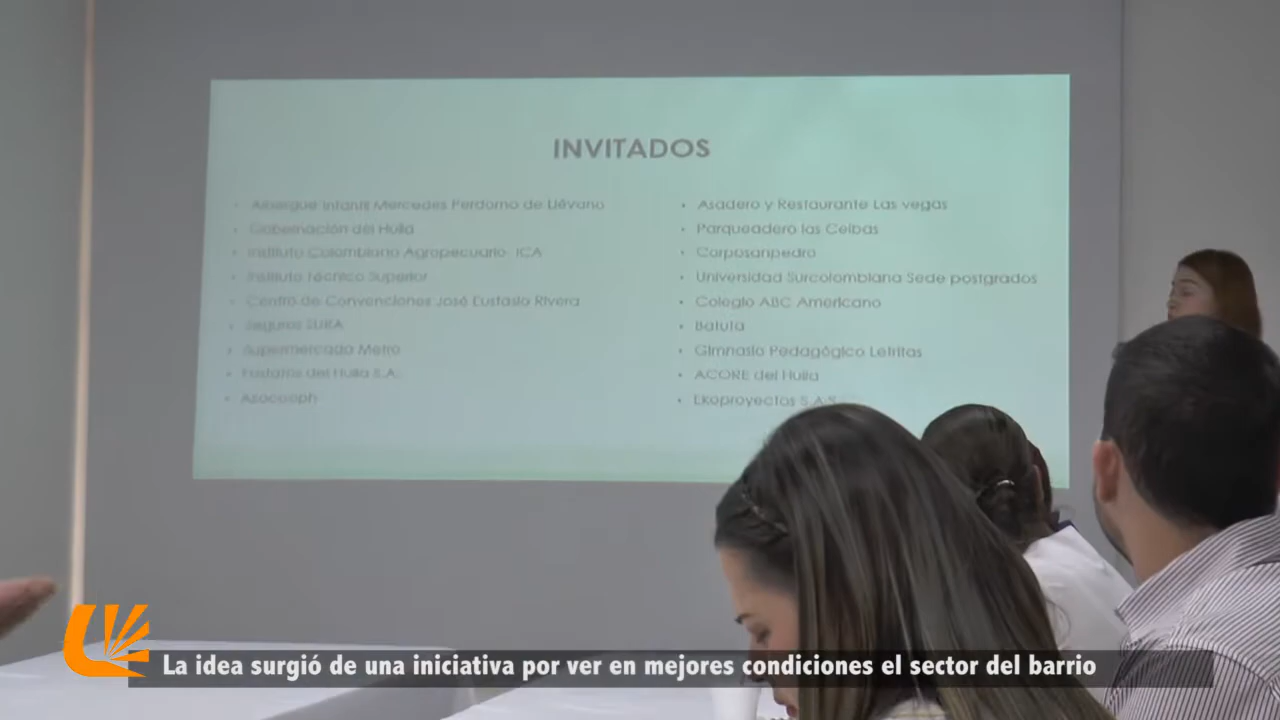 INVITADOS
Albergue Infantil Mercedes Perdomo de Liévano
Gobernación del Huila
Instituto Colombiano Agropecuario- ICA
Instituto Técnico Superior
Centro de Convenciones José Eustasio Rivera
Seguros SURA
Supermercado Metro
del Huila S.A.
Asadero y Restaurante Las vegas
Parqueadero las Ceibas
Corposanpedro
Universidad Surcolombiana Sede postgrados
Colegio ABC Americano
Batuta
Gimnasio Pedagógico Letritas
ACORE del Huila
Ekoproyectos S.A.S
La idea surgió de una iniciativa por ver en mejores condiciones el sector del barrio